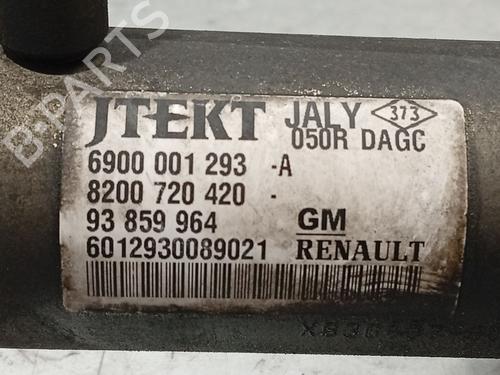 JTEKT JALY 373
050R DAGC
6900 001 293 -A
8200 720 420 -
93 859 964 GM
6012930089021 RENAULT
B-PARTS